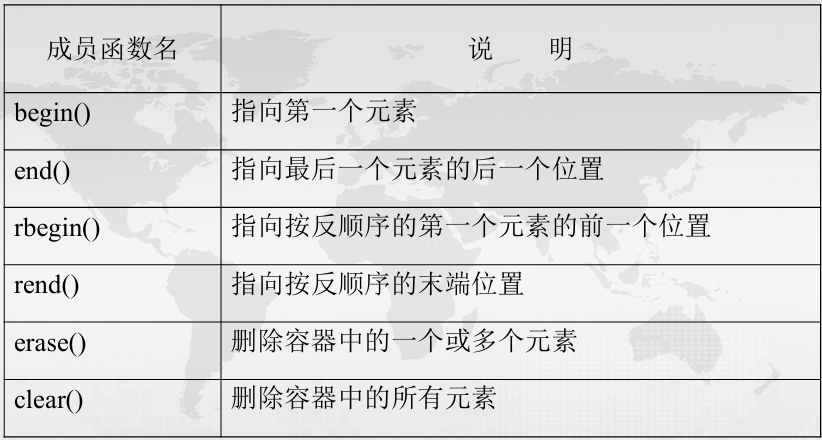 成员函数名 说 明
begin() 指向第一个元素
end() 指向最后一个元素的后一个位置
rbegin() 指向按反顺序的第一个元素的前一个位置
rend() 指向按反顺序的末端位置
erase() 删除容器中的一个或多个元素
clear() 删除容器中的所有元素